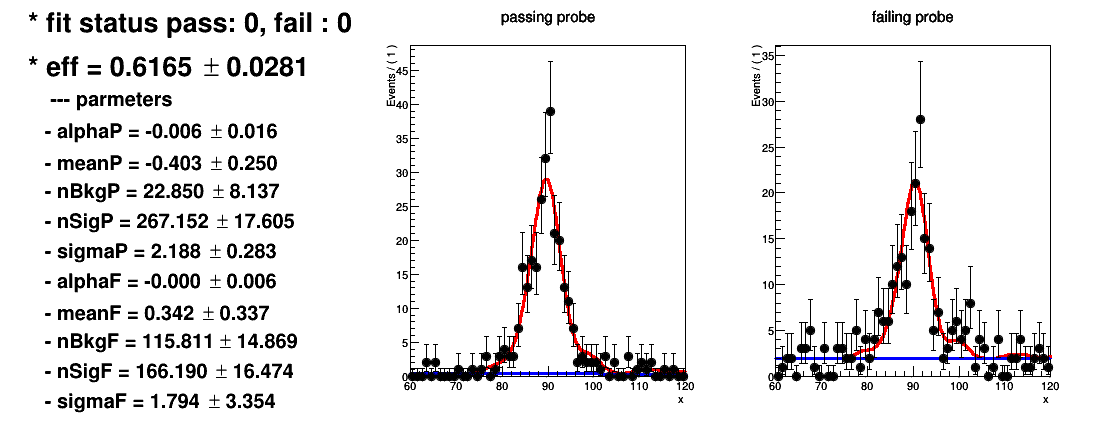 * fit status pass: 0, fail : 0
* eff = 0.6165 ± 0.0281
--- parmeters
- alphaP = -0.006 ± 0.016
- meanP = -0.403 ± 0.250
- nBkgP = 22.850 ± 8.137
- nSigP = 267.152 ± 17.605
- sigmaP = 2.188 ± 0.283
- alphaF = -0.000 ± 0.006
- meanF = 0.342 ± 0.337
- nBkgF = 115.811 ± 14.869
- nSigF = 166.190 ± 16.474
- sigmaF = 1.794 ± 3.354
passing probe
Events / ( 1 )
45
40
35
30
25
20
15
10
5
0
60 70 80 90 100 110 120
x
failing probe
Events / ( 1 )
35
30
25
20
15
10
5
0
60 70 80 90 100 110 120
x